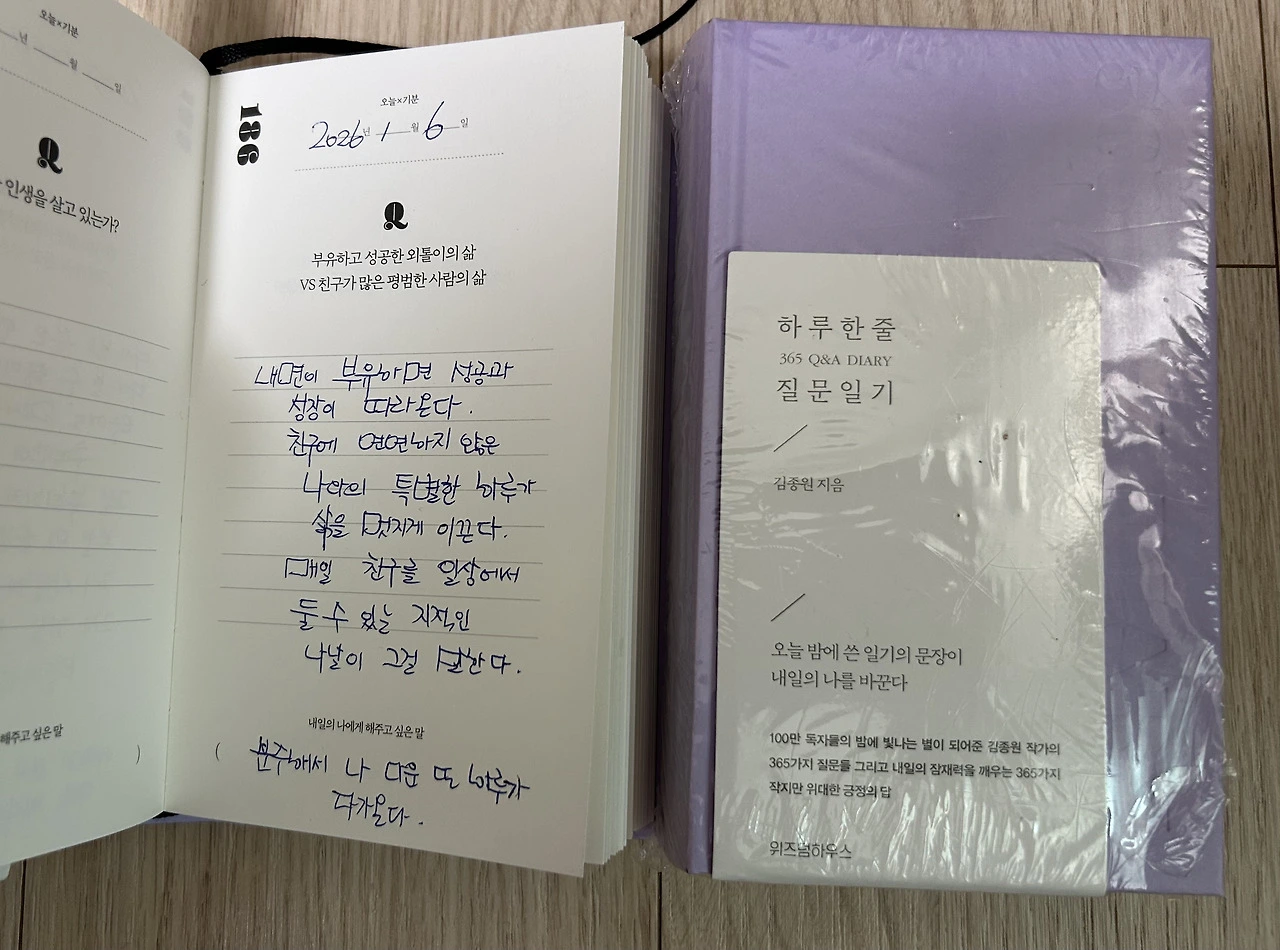 오늘×기분
년 월 일
Q
인생을 살고 있는가?
해주고 싶은 말
)
186
오늘×기분
2026년 1월 6일
Q
부유하고 성공한 외톨이의 삶
VS 친구가 많은 평범한 사람의 삶
내면이 부유하면 성공과
성장이 따라온다.
친구에 연연하지 않은
나만의 특별한 하루가
삶을 멋지게 이끈다.
매일 친구를 일상에서
둘 수 있는 지적인
나날이 그걸 말한다.
내일의 나에게 해주고 싶은 말
( 분주해서 나 다운 또 하루가
다가온다.
하루 한 줄
365 Q&A DIARY
질문 일기
김종원 지음
오늘 밤에 쓴 일기의 문장이
내일의 나를 바꾼다
100만 독자들의 밤에 빛나는 별이 되어준 김종원 작가의
365가지 질문들 그리고 내일의 잠재력을 깨우는 365가지
작지만 위대한 긍정의 답
위즈덤하우스